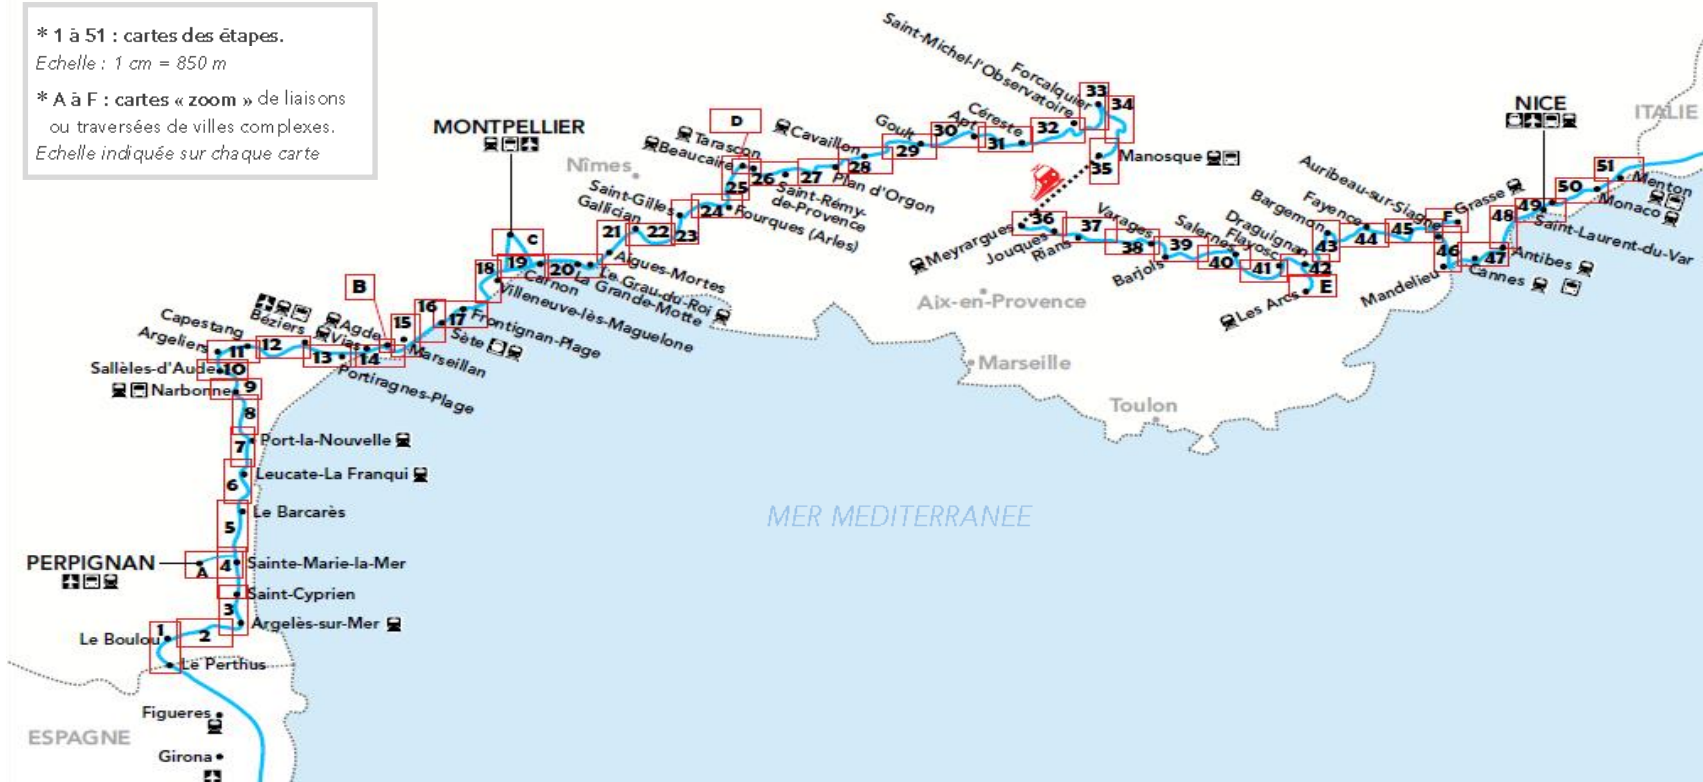 * 1 à 51 : cartes des étapes.
Echelle : 1 cm = 850 m
* A à F : cartes « zoom » de liaisons
ou traversées de villes complexes.
Echelle indiquée sur chaque carte
MONTPELLIER
Nîmes
D
Tarascon
Beaucaire
Cavaillon
Goult
Apt
Céreste
Saint-Michel-l'Observatoire
Forcalquier
Manosque
NICE
ITALIE
Saint-Gilles
Gallician
Fourques (Arles)
Saint-Rémy-
de-Provence
Plan d'Orgon
Meyrargues
Jouques
Rians
Varages
Barjols
Salernes
Flayosc
Draguignan
Bargemon
Fayence
Auribeau-sur-Siagne
Grasse
Les Arcs
Mandelieu
Cannes
Antibes
Saint-Laurent-du-Var
Monaco
Menton
Aigues-Mortes
Le Grau-du-Roi
La Grande-Motte
Carnon
Villeneuve-lès-Maguelone
Frontignan-Plage
Sète
Marseillan
Agde
Vias
Portiragnes-Plage
Béziers
Capestang
Argeliers
Sallèles-d'Aude
Narbonne
Port-la-Nouvelle
Leucate-La Franqui
Le Barcarès
PERPIGNAN
Sainte-Marie-la-Mer
Saint-Cyprien
Argelès-sur-Mer
Le Boulou
Le Perthus
Figueres
Girona
ESPAGNE
Aix-en-Provence
Marseille
Toulon
MER MEDITERRANEE
1
2
3
4
A
5
6
7
8
9
10
11
12
13
14
B
15
16
17
18
19
C
20
21
22
23
24
25
26
27
28
29
30
31
32
33
34
35
36
37
38
39
40
41
42
E
43
44
45
F
46
47
48
49
50
51